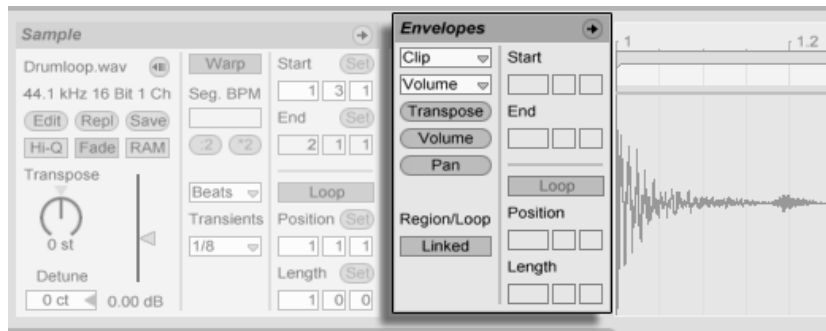 Sample
Drumloop.wav
44.1 kHz 16 Bit 1 Ch
Edit Repl Save
Hi-Q Fade RAM
Transpose
0 st
Detune
0 ct 0.00 dB
Warp
Seg. BPM
:2 *2
Beats
Transients
1/8
Start Set
1 3 1
End Set
2 1 1
Loop
Position Set
1 1 1
Length Set
1 0 0
Envelopes
Clip
Volume
Transpose
Volume
Pan
Region/Loop
Linked
Start
End
Loop
Position
Length
1 1.2